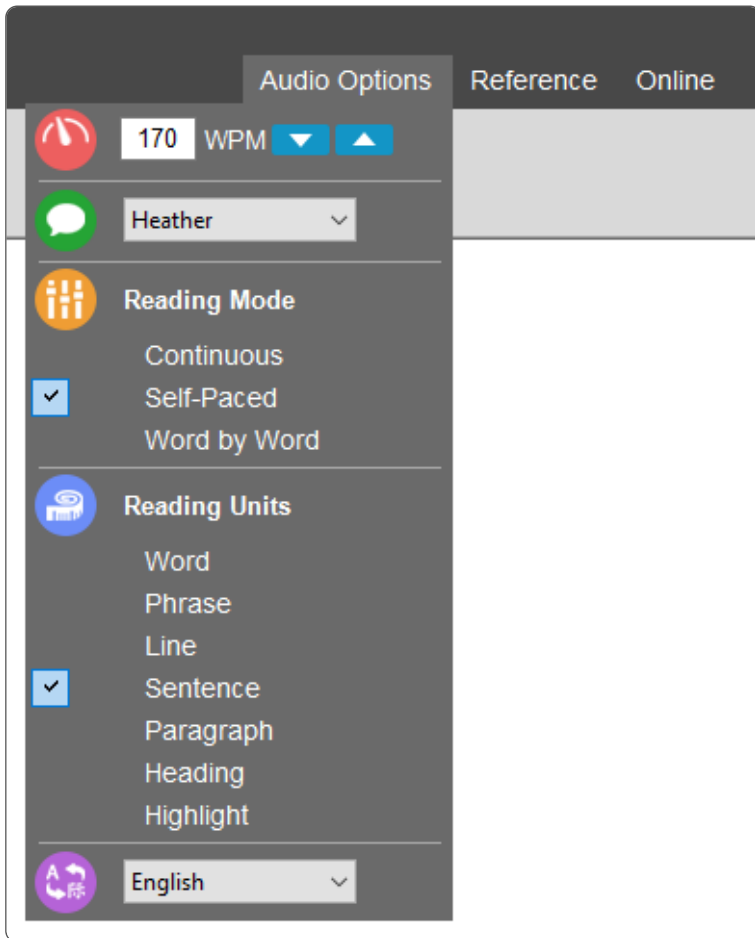 Audio Options Reference Online
170 WPM
Heather
Reading Mode
Continuous
Self-Paced
Word by Word
Reading Units
Word
Phrase
Line
Sentence
Paragraph
Heading
Highlight
English